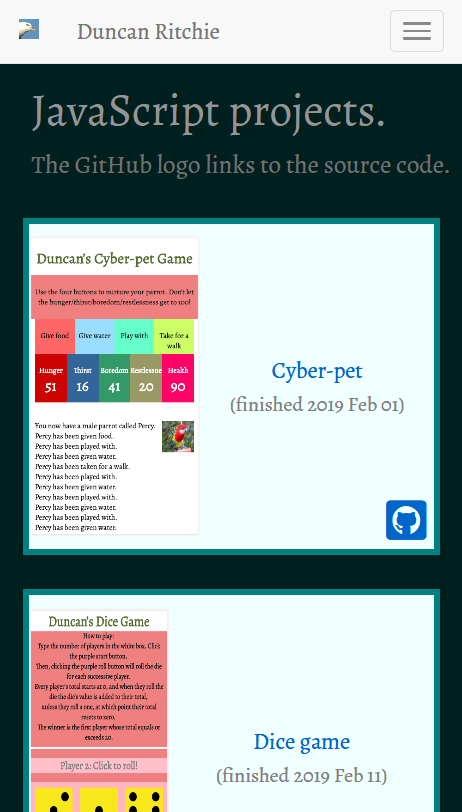 Duncan Ritchie
JavaScript projects.
The GitHub logo links to the source code.
Duncan's Cyber-pet Game
Use the four buttons to nurture your parrot. Don't let
the hunger/thirst/boredom/restlessness get to 100!
Give food Give water Play with Take for a
walk
Hunger Thirst Boredom Restlessne Health
51 16 41 20 90
You now have a male parrot called Percy.
Percy has been given food.
Percy has been played with.
Percy has been given water.
Percy has been taken for a walk.
Percy has been played with.
Percy has been given water.
Percy has been played with.
Percy has been given water.
Percy has been played with.
Percy has been given water.
Cyber-pet
(finished 2019 Feb 01)
Duncan's Dice Game
How to play:
Type the number of players in the white box. Click
the purple start button.
Then, clicking the purple roll button will roll the die
for each successive player.
Every player's total starts at 0, and when they roll the
die the die's value is added to their total,
unless they roll a one, at which point their total
resets to zero.
The winner is the first player whose total equals or
exceeds 20.
Player 2: Click to roll!
Dice game
(finished 2019 Feb 11)